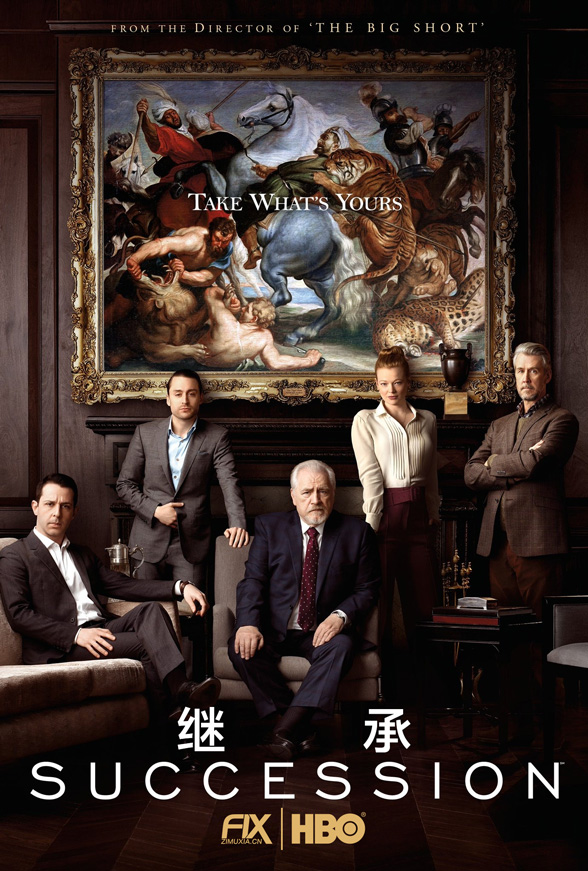 FROM THE DIRECTOR OF 'THE BIG SHORT'
TAKE WHAT'S YOURS
继 承
SUCCESSION
FIX
ZIMUXIA.CN
HBO®